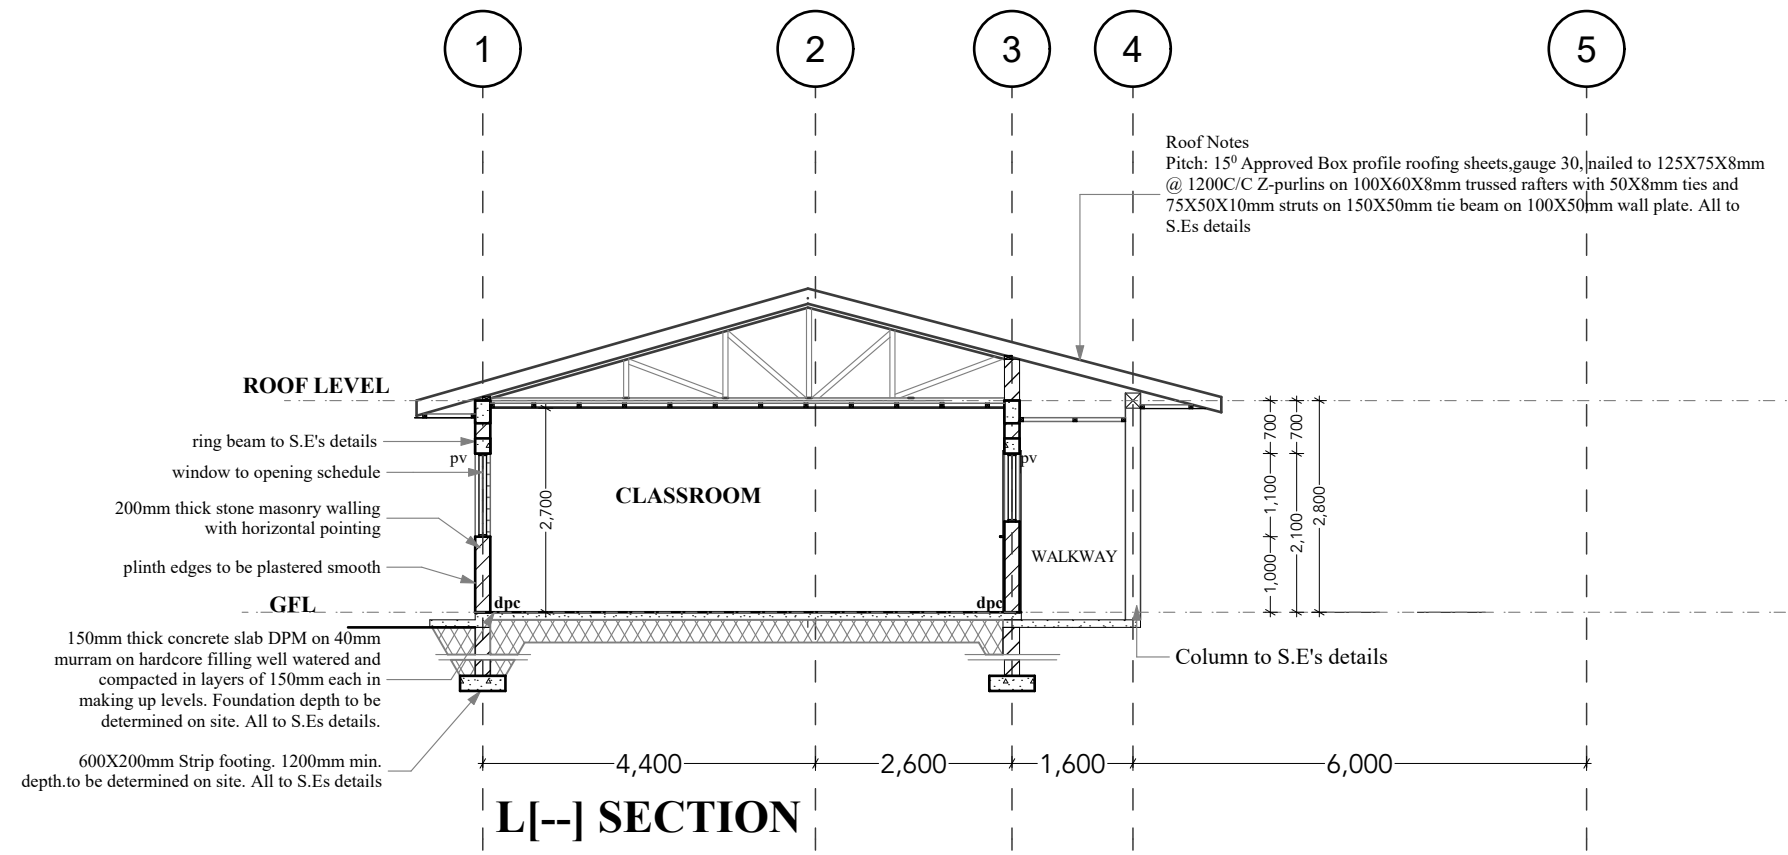 1 2 3 4 5
Roof Notes
Pitch: 15⁰ Approved Box profile roofing sheets,gauge 30, nailed to 125X75X8mm
@ 1200C/C Z-purlins on 100X60X8mm trussed rafters with 50X8mm ties and
75X50X10mm struts on 150X50mm tie beam on 100X50mm wall plate. All to
S.Es details
ROOF LEVEL
ring beam to S.E's details
pv
window to opening schedule
200mm thick stone masonry walling
with horizontal pointing
plinth edges to be plastered smooth
GFL
150mm thick concrete slab DPM on 40mm
murram on hardcore filling well watered and
compacted in layers of 150mm each in
making up levels. Foundation depth to be
determined on site. All to S.Es details.
600X200mm Strip footing. 1200mm min.
depth.to be determined on site. All to S.Es details
2,700
CLASSROOM
dpc
dpc
pv
WALKWAY
700
1,100
1,000
700
2,100
2,800
Column to S.E's details
4,400 2,600 1,600 6,000
L[--] SECTION